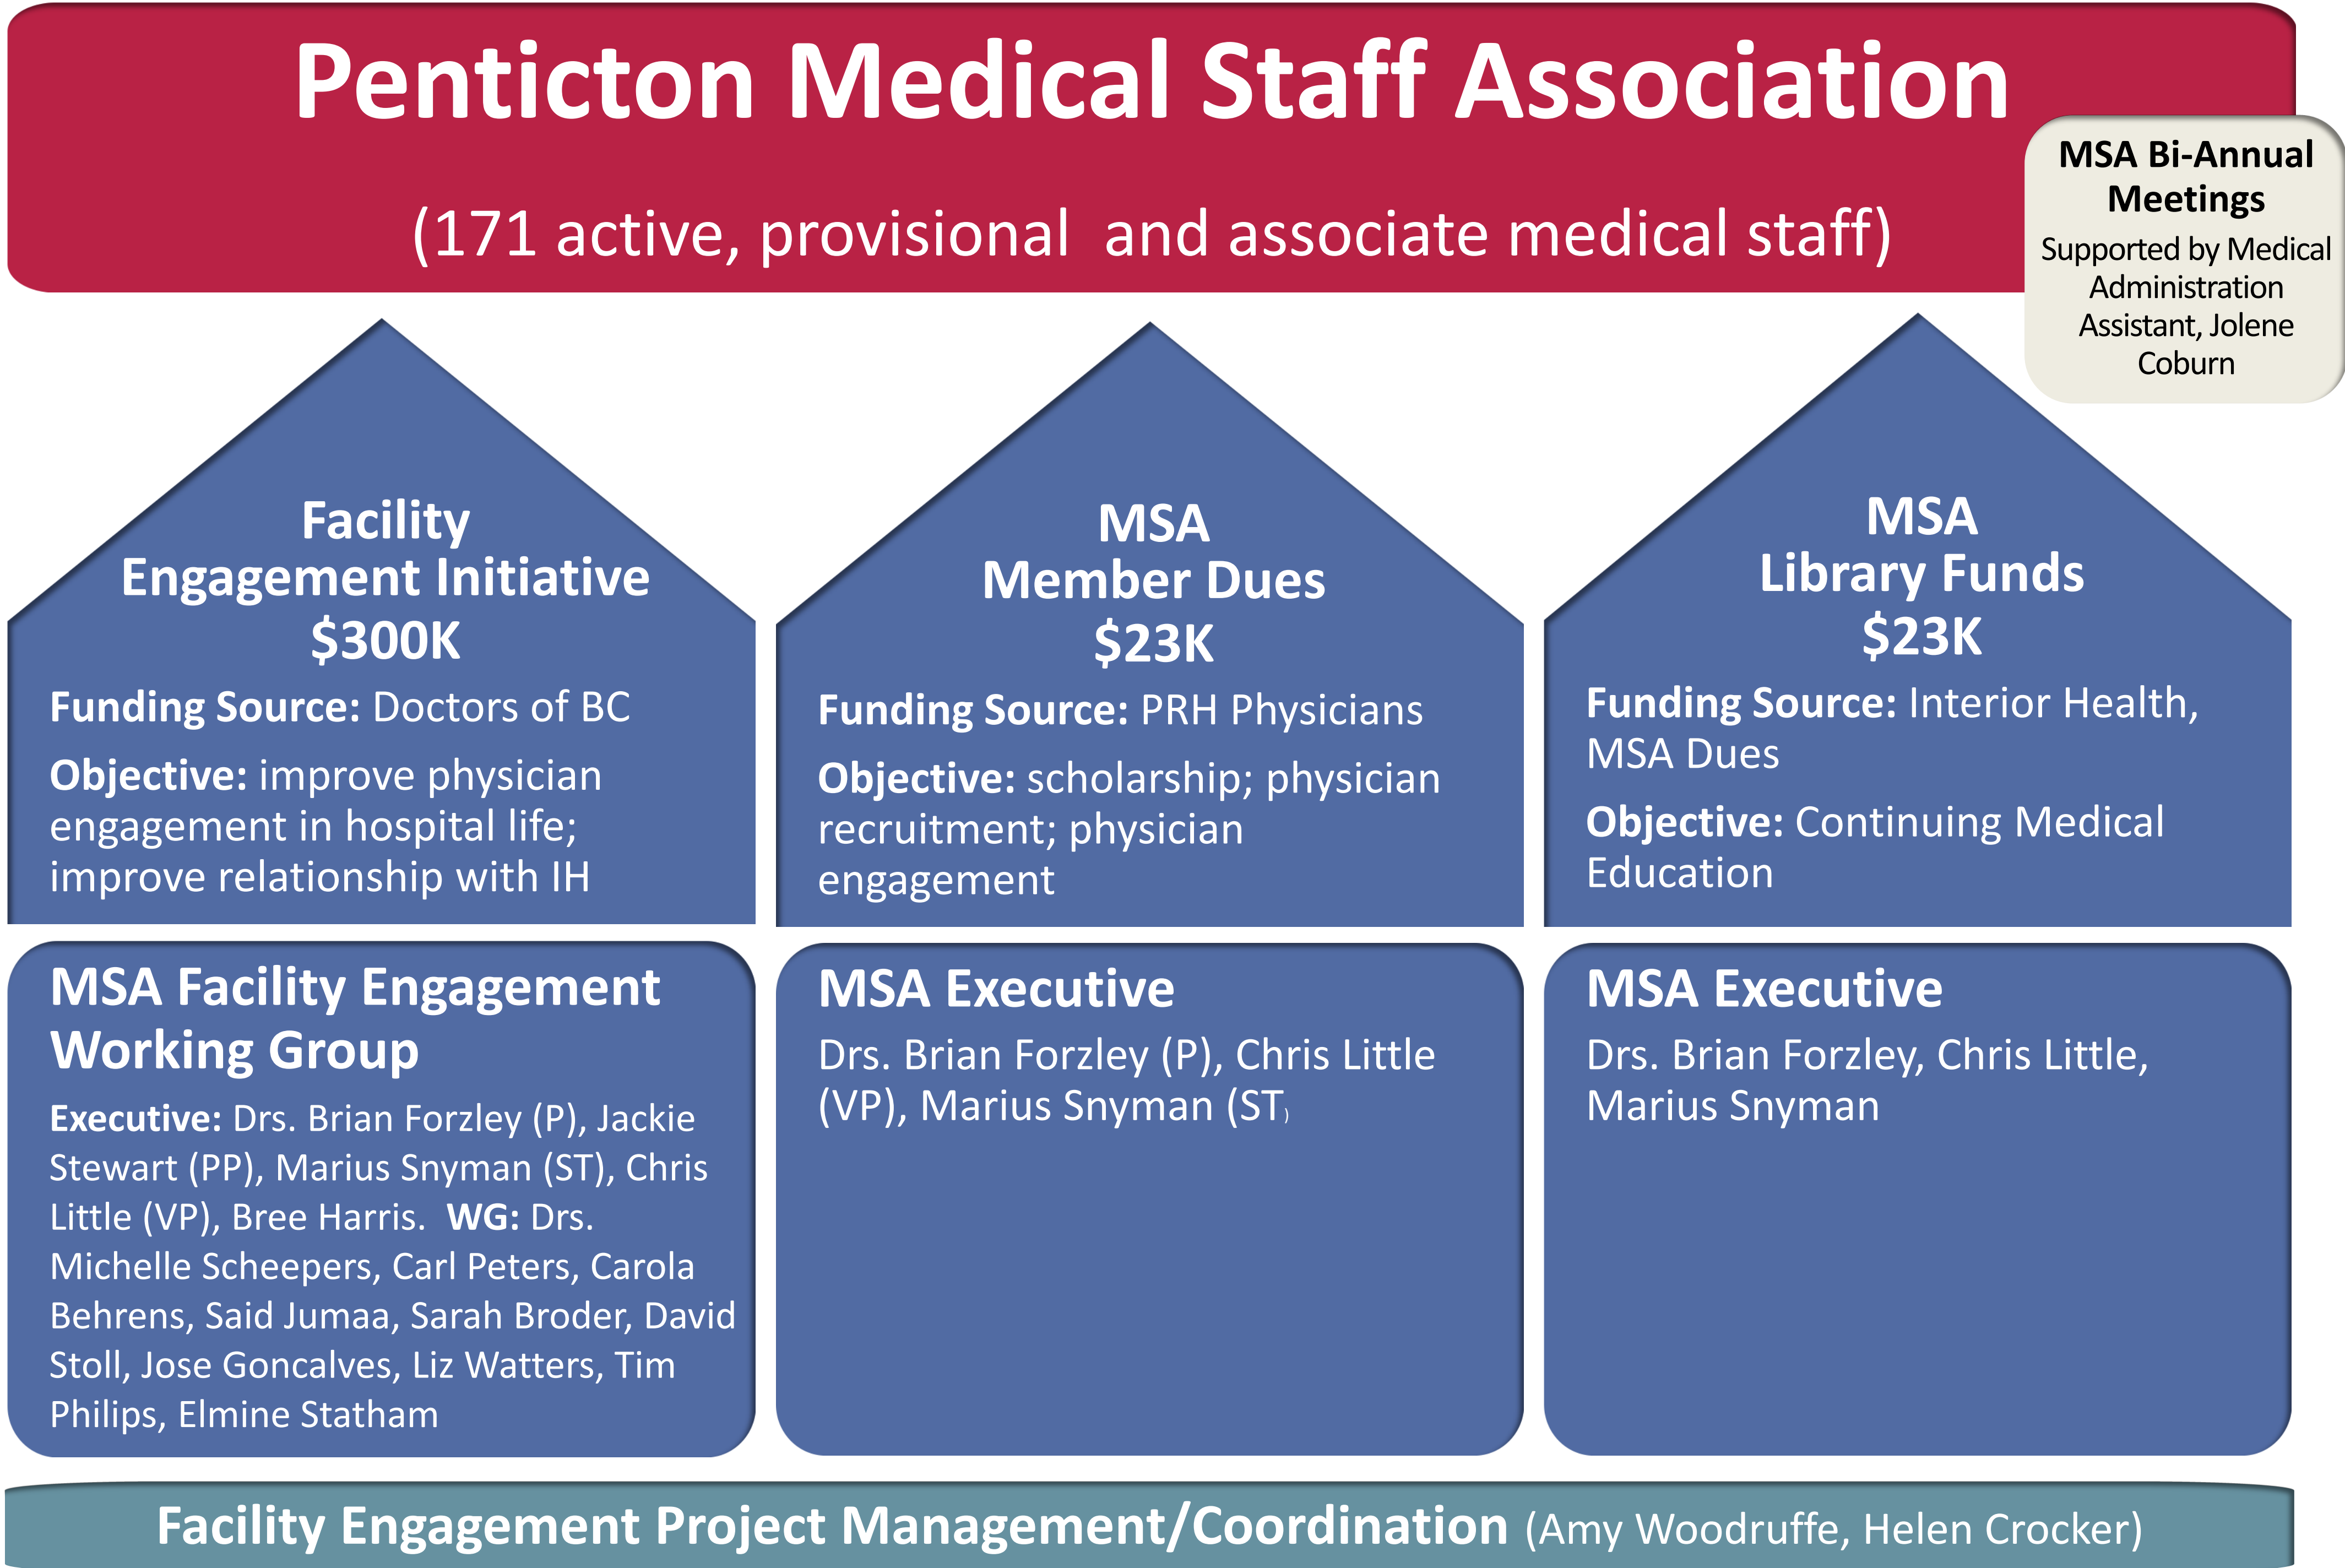 Penticton Medical Staff Association
(171 active, provisional  and associate medical staff)
MSA Bi-Annual
Meetings
Supported by Medical
Administration
Assistant, Jolene
Coburn
Facility
Engagement Initiative
$300K
Funding Source: Doctors of BC
Objective: improve physician
engagement in hospital life;
improve relationship with IH
MSA
Member Dues
$23K
Funding Source: PRH Physicians
Objective: scholarship; physician
recruitment; physician
engagement
MSA
Library Funds
$23K
Funding Source: Interior Health,
MSA Dues
Objective: Continuing Medical
Education
MSA Facility Engagement
Working Group
Executive: Drs. Brian Forzley (P), Jackie
Stewart (PP), Marius Snyman (ST), Chris
Little (VP), Bree Harris.  WG: Drs.
Michelle Scheepers, Carl Peters, Carola
Behrens, Said Jumaa, Sarah Broder, David
Stoll, Jose Goncalves, Liz Watters, Tim
Philips, Elmine Statham
MSA Executive
Drs. Brian Forzley (P), Chris Little
(VP), Marius Snyman (ST)
MSA Executive
Drs. Brian Forzley, Chris Little,
Marius Snyman
Facility Engagement Project Management/Coordination (Amy Woodruffe, Helen Crocker)